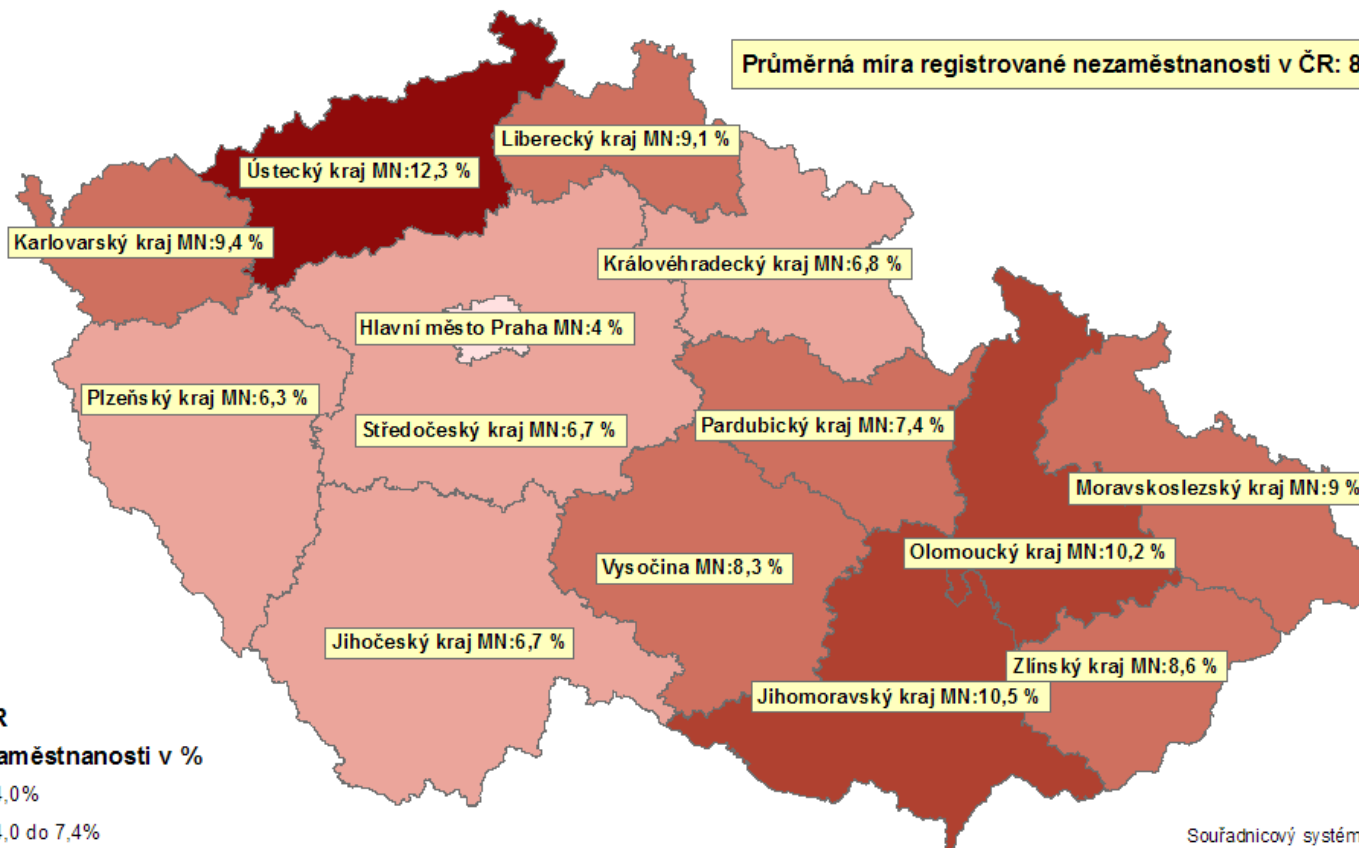 Průměrná míra registrované nezaměstnanosti v ČR: 8
Liberecký kraj MN:9,1 %
Ústecký kraj MN:12,3 %
Karlovarský kraj MN:9,4 %
Královéhradecký kraj MN:6,8 %
Hlavní město Praha MN:4 %
Plzeňský kraj MN:6,3 %
Středočeský kraj MN:6,7 %
Pardubický kraj MN:7,4 %
Moravskoslezský kraj MN:9 %
Olomoucký kraj MN:10,2 %
Vysočina MN:8,3 %
Jihočeský kraj MN:6,7 %
Zlínský kraj MN:8,6 %
Jihomoravský kraj MN:10,5 %
R
aměstnanosti v %
4,0%
4,0 do 7,4%
Souřadnicový systém